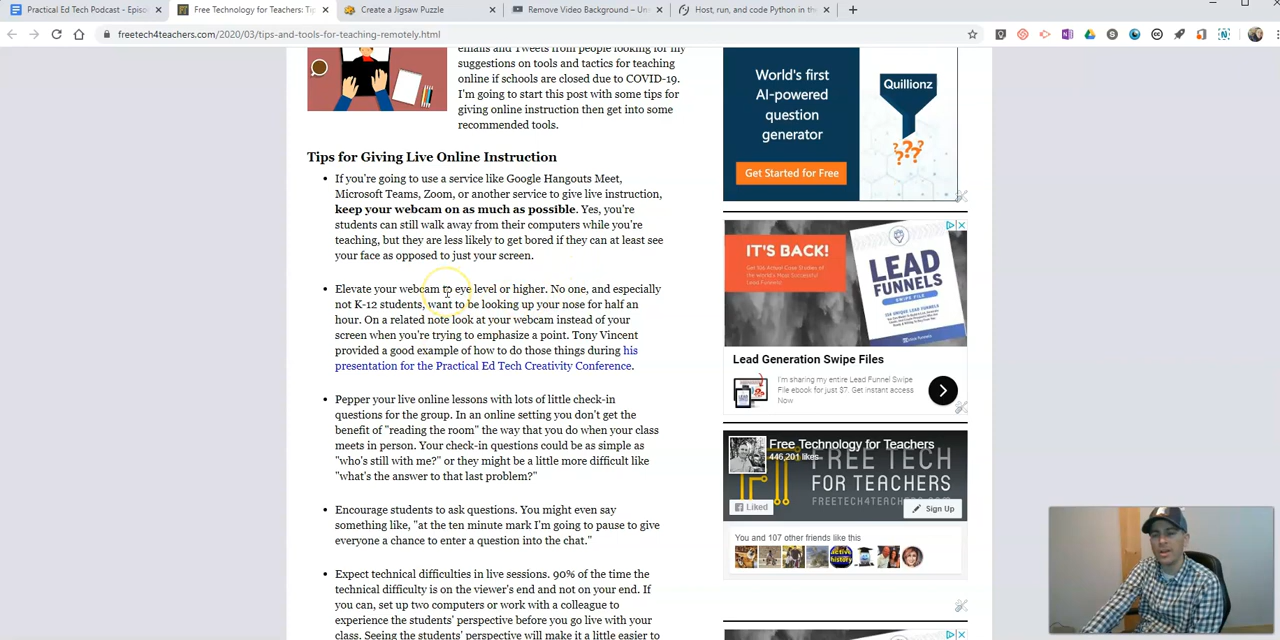 Practical Ed Tech Podcast - Episo
Free Technology for Teachers: Tip
Create a Jigsaw Puzzle
Remove Video Background – Un
Host, run, and code Python in the
freetech4teachers.com/2020/03/tips-and-tools-for-teaching-remotely.html
emails and Tweets from people looking for my
suggestions on tools and tactics for teaching
online if schools are closed due to COVID-19.
I'm going to start this post with some tips for
giving online instruction then get into some
recommended tools.
Tips for Giving Live Online Instruction
If you're going to use a service like Google Hangouts Meet,
Microsoft Teams, Zoom, or another service to give live instruction,
keep your webcam on as much as possible. Yes, you're
students can still walk away from their computers while you're
teaching, but they are less likely to get bored if they can at least see
your face as opposed to just your screen.
Elevate your webcam to eye level or higher. No one, and especially
not K-12 students, want to be looking up your nose for half an
hour. On a related note look at your webcam instead of your
screen when you're trying to emphasize a point. Tony Vincent
provided a good example of how to do those things during his
presentation for the Practical Ed Tech Creativity Conference.
Pepper your live online lessons with lots of little check-in
questions for the group. In an online setting you don't get the
benefit of "reading the room" the way that you do when your class
meets in person. Your check-in questions could be as simple as
"who's still with me?" or they might be a little more difficult like
"what's the answer to that last problem?"
Encourage students to ask questions. You might even say
something like, "at the ten minute mark I'm going to pause to give
everyone a chance to enter a question into the chat."
Expect technical difficulties in live sessions. 90% of the time the
technical difficulty is on the viewer's end and not on your end. If
you can, set up two computers or work with a colleague to
experience the students' perspective before you go live with your
class. Seeing the students' perspective will make it a little easier to
World's first
AI-powered
question
generator
Get Started for Free
Quillionz
IT'S BACK!
LEAD
FUNNELS
Lead Generation Swipe Files
I'm sharing my entire Lead Funnel Swipe
File ebook for just $7. Get instant access
Now
Free Technology for Teachers
446,201 likes
FREE TECH
FOR TEACHERS
FREETECH4TEACHERS.COM
Liked
Sign Up
You and 107 other friends like this